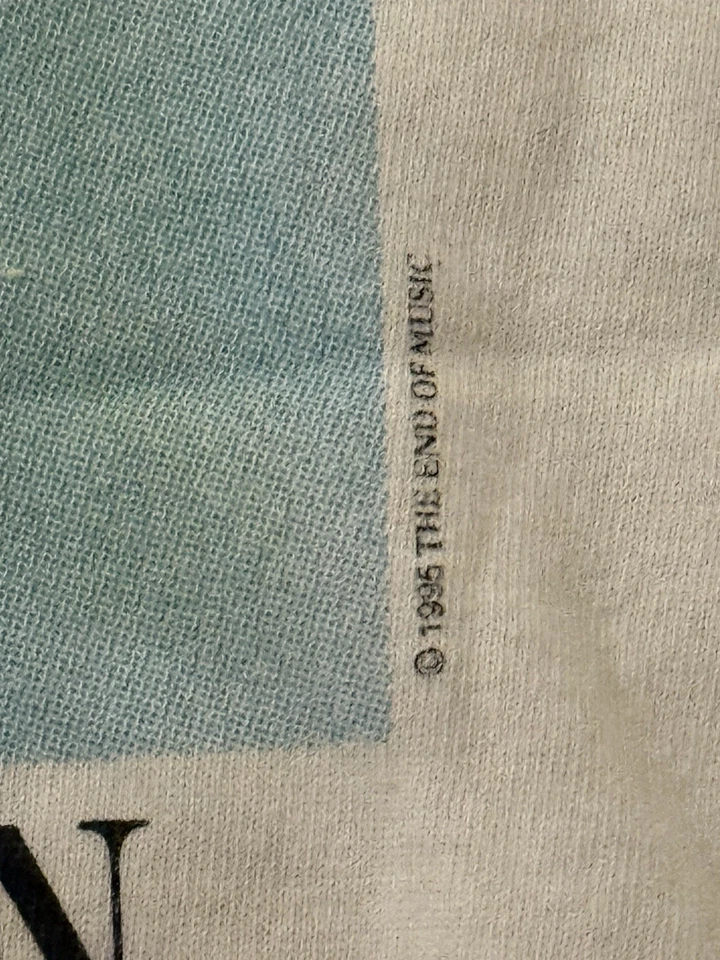 © 1995 THE END OF MUSIC
N